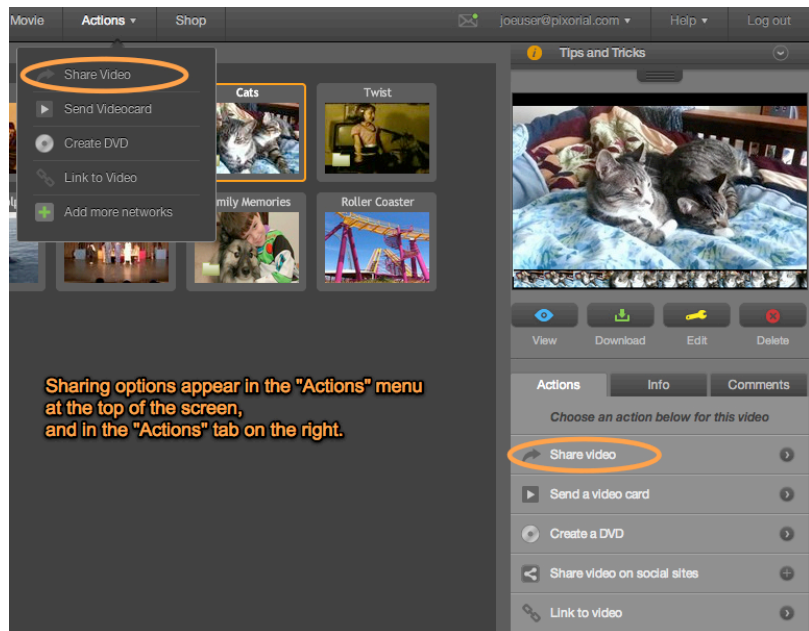 Movie Actions ▾ Shop joeuser@pixorial.com ▾ Help ▾ Log out
Share Video
Send Videocard
Create DVD
Link to Video
Add more networks
Cats Twist
mily Memories Roller Coaster
Sharing options appear in the "Actions" menu
at the top of the screen,
and in the "Actions" tab on the right.
Tips and Tricks
View Download Edit Delete
Actions Info Comments
Choose an action below for this video
Share video
Send a video card
Create a DVD
Share video on social sites
Link to video